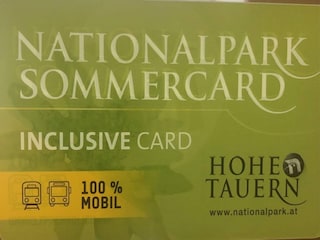 NATIONALPARK
SOMMERCARD
INCLUSIVE CARD
100 %
MOBIL
HOHE
TAUERN
www.nationalpark.at